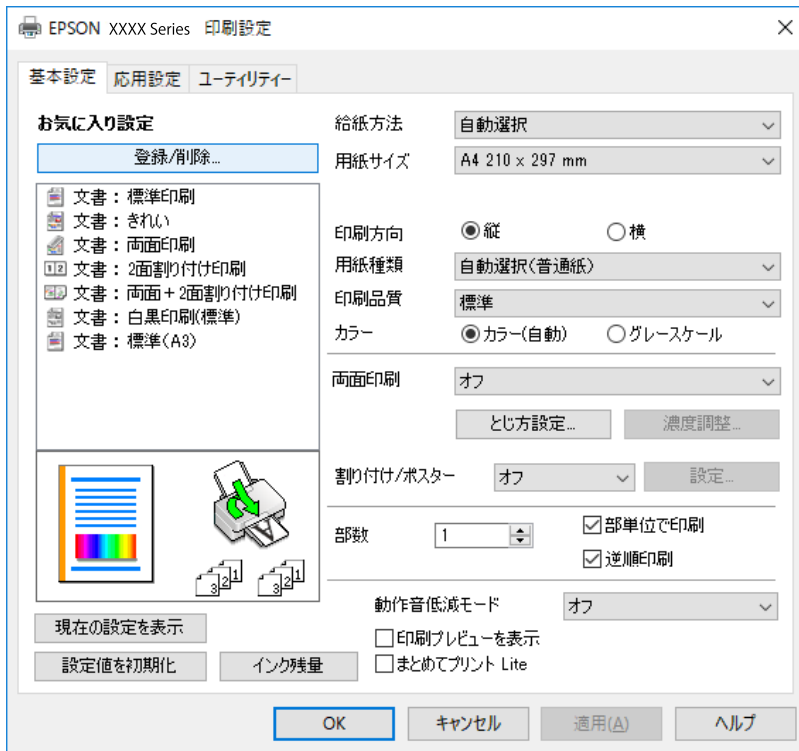 EPSON XXXX Series 印刷設定
基本設定 応用設定 ユーティリティー
お気に入り設定
登録/削除...
文書：標準印刷
文書：きれい
文書：両面印刷
文書：2面割り付け印刷
文書：両面＋2面割り付け印刷
文書：白黒印刷(標準)
文書：標準(A3)
現在の設定を表示
設定値を初期化 インク残量
給紙方法 自動選択
用紙サイズ A4 210 x 297 mm
印刷方向 縦 横
用紙種類 自動選択(普通紙)
印刷品質 標準
カラー カラー(自動) グレースケール
両面印刷 オフ
とじ方設定... 濃度調整...
割り付け/ポスター オフ 設定...
部数 1 部単位で印刷
逆順印刷
動作音低減モード オフ
印刷プレビューを表示
まとめてプリント Lite
OK キャンセル 適用(A) ヘルプ